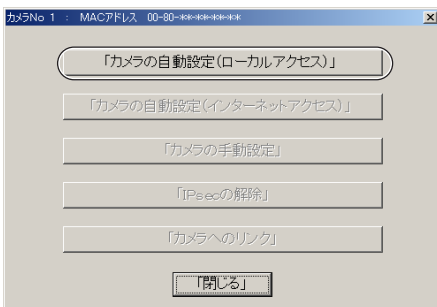 カメラNo 1 : MACアドレス 00-80-**-**-**-**
「カメラの自動設定(ローカルアクセス)」
「カメラの自動設定(インターネットアクセス)」
「カメラの手動設定」
「IPsecの解除」
「カメラへのリンク」
「閉じる」